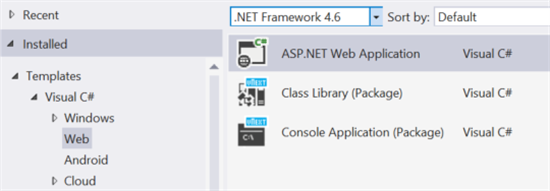 Recent
.NET Framework 4.6 Sort by: Default
Installed
ASP.NET Web Application Visual C#
Templates
Visual C#
Class Library (Package) Visual C#
Windows
Web
Console Application (Package) Visual C#
Android
Cloud